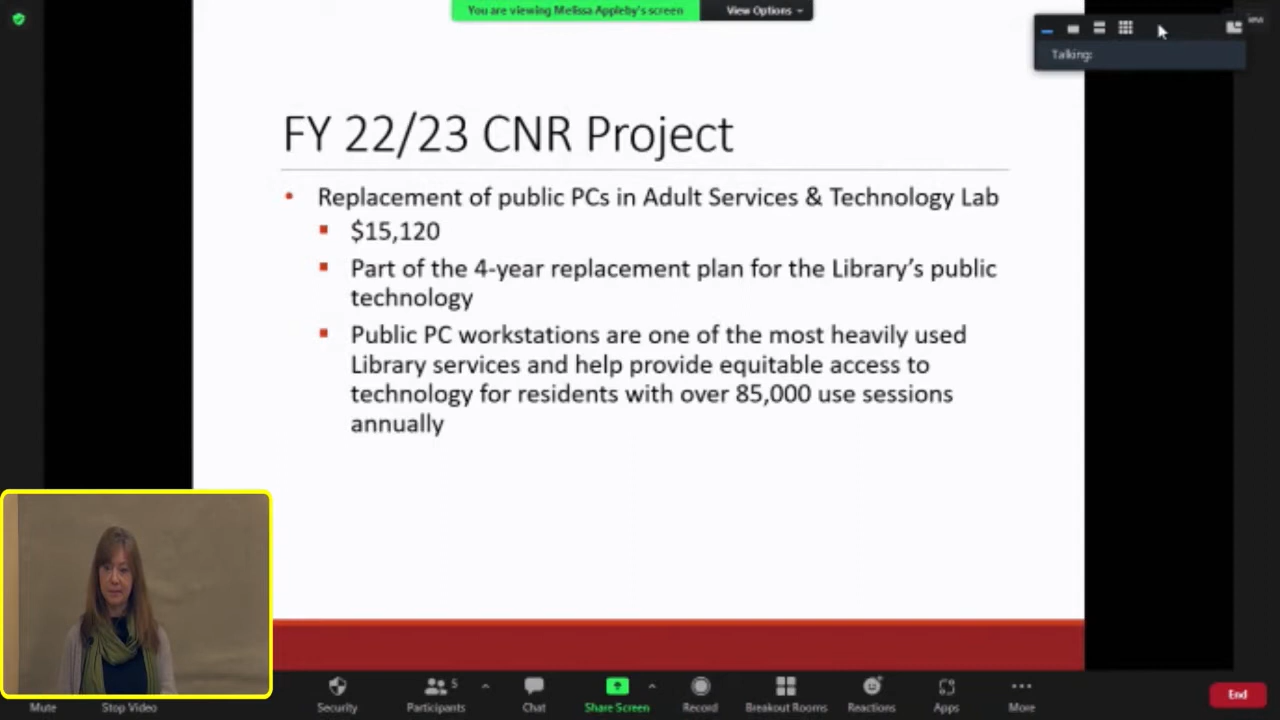 You are viewing Melissa Appleby's screen
View Options
Talking:
FY 22/23 CNR Project
Replacement of public PCs in Adult Services & Technology Lab
$15,120
Part of the 4-year replacement plan for the Library's public
technology
Public PC workstations are one of the most heavily used
Library services and help provide equitable access to
technology for residents with over 85,000 use sessions
annually
Mute
Stop Video
Security
Participants
5
Chat
Share Screen
Record
Breakout Rooms
Reactions
Apps
More
End